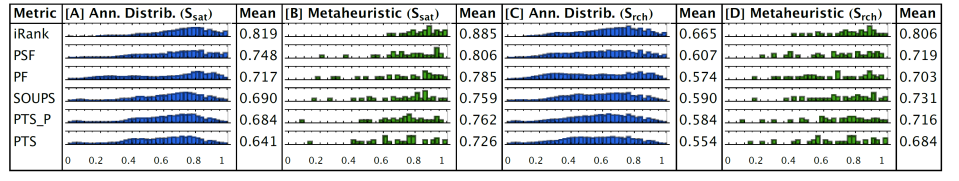 Metric [A] Ann. Distrib. (Ssat) Mean [B] Metaheuristic (Ssat) Mean [C] Ann. Distrib. (Srch) Mean [D] Metaheuristic (Srch) Mean
iRank 0.819 0.885 0.665 0.806
PSF 0.748 0.806 0.607 0.719
PF 0.717 0.785 0.574 0.703
SOUPS 0.690 0.759 0.590 0.731
PTS_P 0.684 0.762 0.584 0.716
PTS 0.641 0.726 0.554 0.684
0 0.2 0.4 0.6 0.8 1 0 0.2 0.4 0.6 0.8 1 0 0.2 0.4 0.6 0.8 1 0 0.2 0.4 0.6 0.8 1